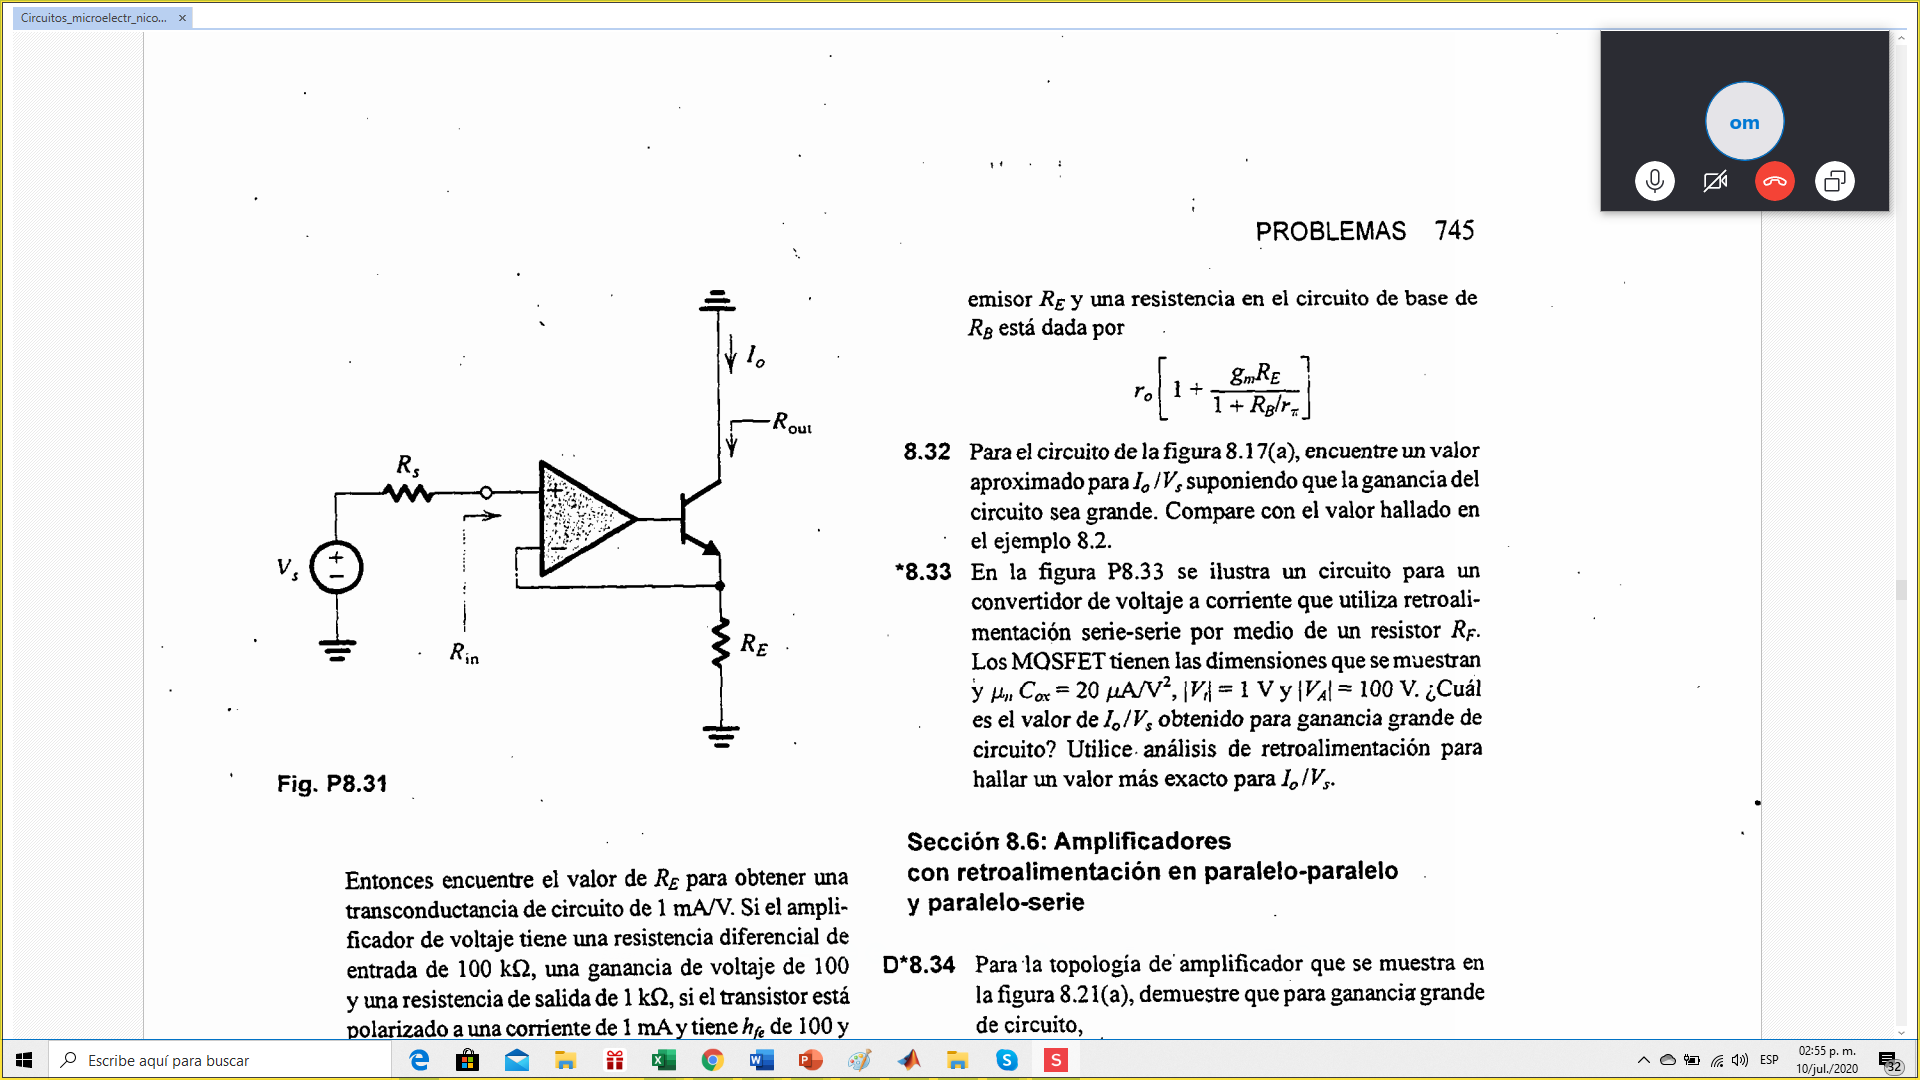 Circuitos_microelectr_nico...
om
PROBLEMAS 745
I_o
R_out
R_s
+
−
V_s
+
−
R_in
R_E
Fig. P8.31
Entonces encuentre el valor de R_E para obtener una
transconductancia de circuito de 1 mA/V. Si el ampli-
ficador de voltaje tiene una resistencia diferencial de
entrada de 100 kΩ, una ganancia de voltaje de 100
y una resistencia de salida de 1 kΩ, si el transistor está
polarizado a una corriente de 1 mA y tiene h_fe de 100 y
emisor R_E y una resistencia en el circuito de base de
R_B está dada por
r_o [ 1 + g_mR_E / (1 + R_B/r_π) ]
8.32 Para el circuito de la figura 8.17(a), encuentre un valor
aproximado para I_o/V_s suponiendo que la ganancia del
circuito sea grande. Compare con el valor hallado en
el ejemplo 8.2.
*8.33 En la figura P8.33 se ilustra un circuito para un
convertidor de voltaje a corriente que utiliza retroali-
mentación serie-serie por medio de un resistor R_F.
Los MOSFET tienen las dimensiones que se muestran
y μ_n C_ox = 20 μA/V², |V_t| = 1 V y |V_A| = 100 V. ¿Cuál
es el valor de I_o/V_s obtenido para ganancia grande de
circuito? Utilice análisis de retroalimentación para
hallar un valor más exacto para I_o/V_s.
Sección 8.6: Amplificadores
con retroalimentación en paralelo-paralelo
y paralelo-serie
D*8.34 Para la topología de amplificador que se muestra en
la figura 8.21(a), demuestre que para ganancia grande
de circuito,
Escribe aquí para buscar
ESP
02:55 p. m.
10/jul./2020
32